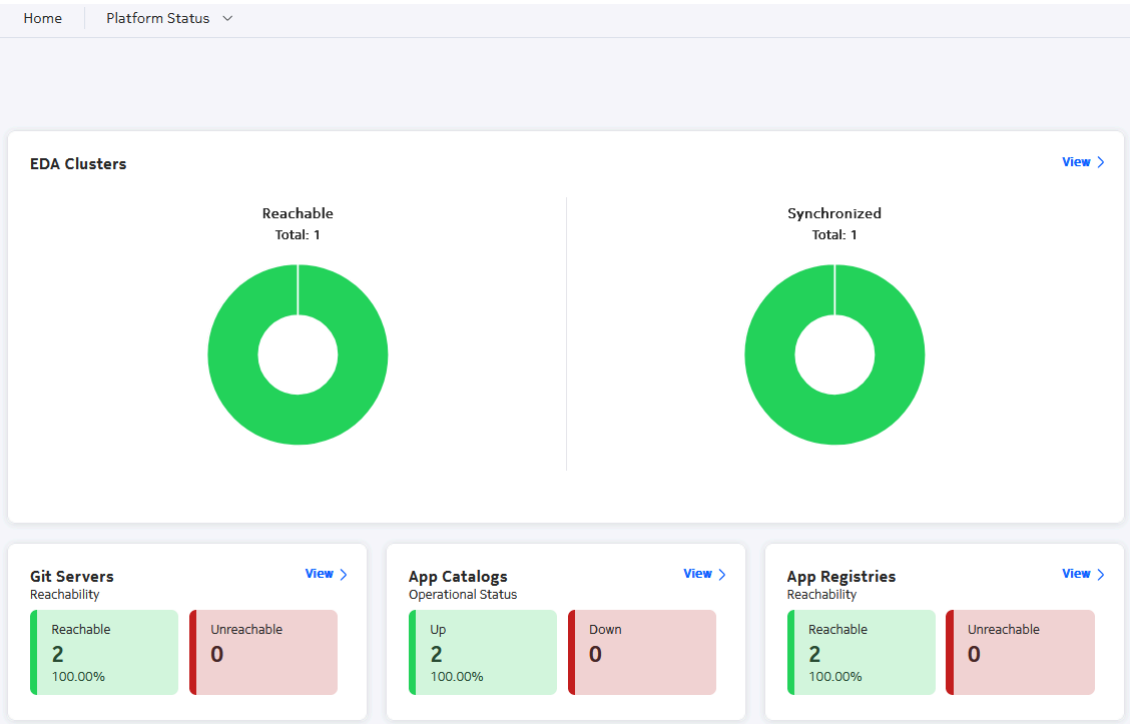 Home
Platform Status
EDA Clusters
View
Reachable
Total: 1
Synchronized
Total: 1
Git Servers
Reachability
View
Reachable
2
100.00%
Unreachable
0
App Catalogs
Operational Status
View
Up
2
100.00%
Down
0
App Registries
Reachability
View
Reachable
2
100.00%
Unreachable
0